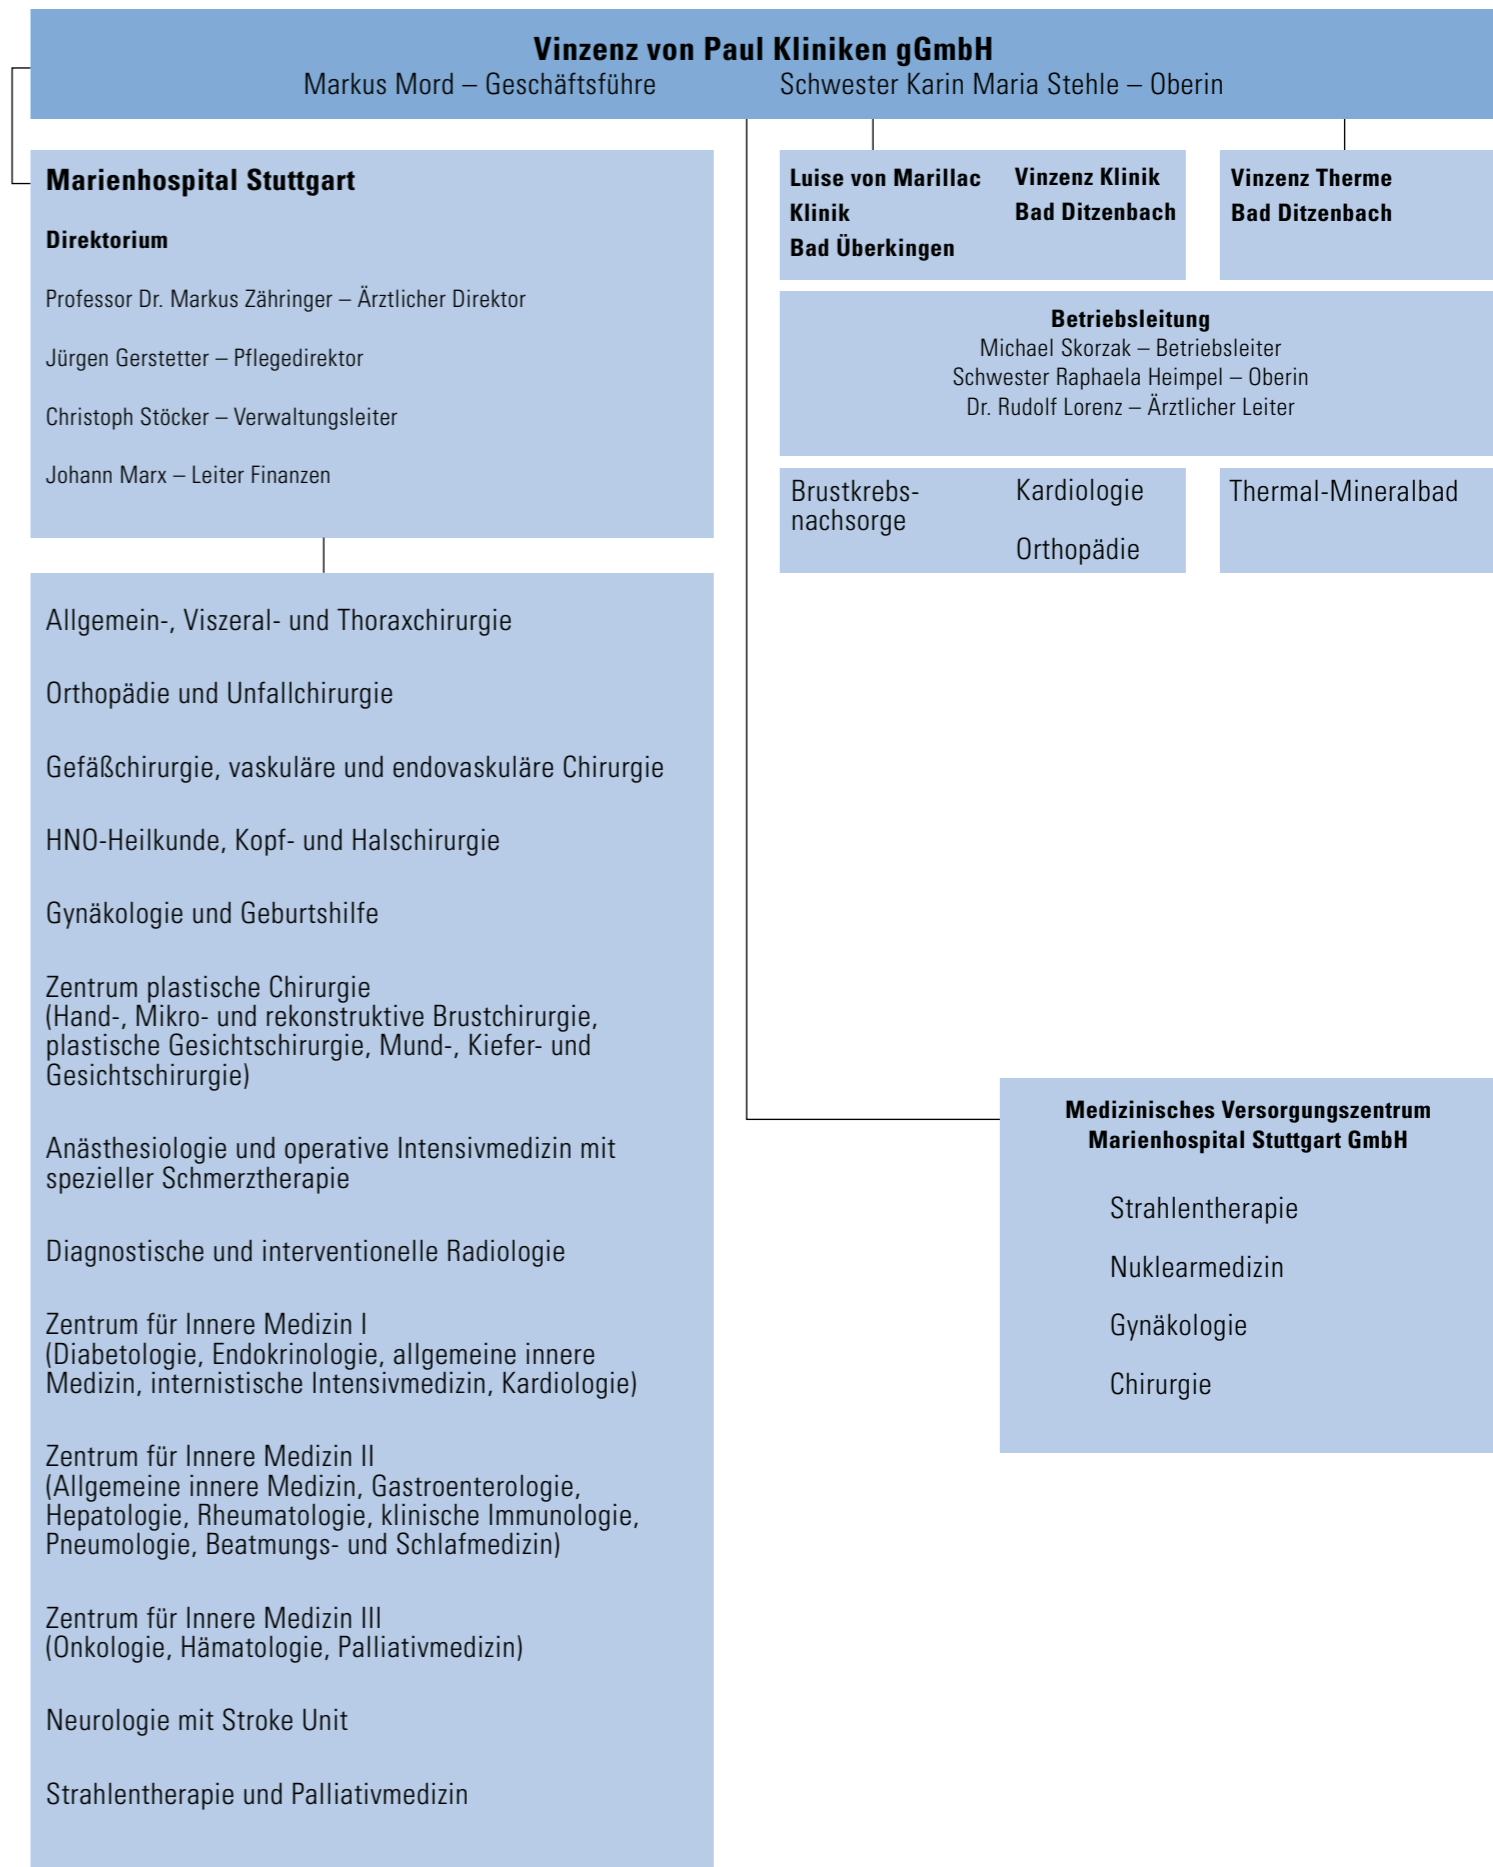 Vinzenz von Paul Kliniken gGmbH
Markus Mord – Geschäftsführe
Schwester Karin Maria Stehle – Oberin
Marienhospital Stuttgart
Direktorium
Professor Dr. Markus Zähringer – Ärztlicher Direktor
Jürgen Gerstetter – Pflegedirektor
Christoph Stöcker – Verwaltungsleiter
Johann Marx – Leiter Finanzen
Allgemein-, Viszeral- und Thoraxchirurgie
Orthopädie und Unfallchirurgie
Gefäßchirurgie, vaskuläre und endovaskuläre Chirurgie
HNO-Heilkunde, Kopf- und Halschirurgie
Gynäkologie und Geburtshilfe
Zentrum plastische Chirurgie
(Hand-, Mikro- und rekonstruktive Brustchirurgie,
plastische Gesichtschirurgie, Mund-, Kiefer- und
Gesichtschirurgie)
Anästhesiologie und operative Intensivmedizin mit
spezieller Schmerztherapie
Diagnostische und interventionelle Radiologie
Zentrum für Innere Medizin I
(Diabetologie, Endokrinologie, allgemeine innere
Medizin, internistische Intensivmedizin, Kardiologie)
Zentrum für Innere Medizin II
(Allgemeine innere Medizin, Gastroenterologie,
Hepatologie, Rheumatologie, klinische Immunologie,
Pneumologie, Beatmungs- und Schlafmedizin)
Zentrum für Innere Medizin III
(Onkologie, Hämatologie, Palliativmedizin)
Neurologie mit Stroke Unit
Strahlentherapie und Palliativmedizin
Luise von Marillac
Klinik
Bad Überkingen
Vinzenz Klinik
Bad Ditzenbach
Vinzenz Therme
Bad Ditzenbach
Betriebsleitung
Michael Skorzak – Betriebsleiter
Schwester Raphaela Heimpel – Oberin
Dr. Rudolf Lorenz – Ärztlicher Leiter
Brustkrebs-
nachsorge
Kardiologie
Orthopädie
Thermal-Mineralbad
Medizinisches Versorgungszentrum
Marienhospital Stuttgart GmbH
Strahlentherapie
Nuklearmedizin
Gynäkologie
Chirurgie